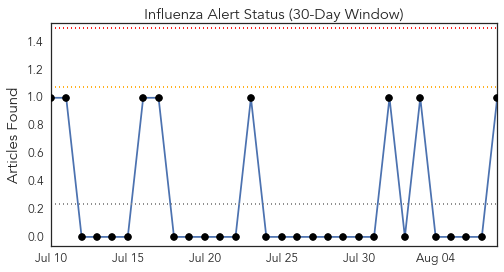 Influenza Alert Status (30-Day Window)
Articles Found
1.4
1.2
1.0
0.8
0.6
0.4
0.2
0.0
Jul 10
Jul 15
Jul 20
Jul 25
Jul 30
Aug 04